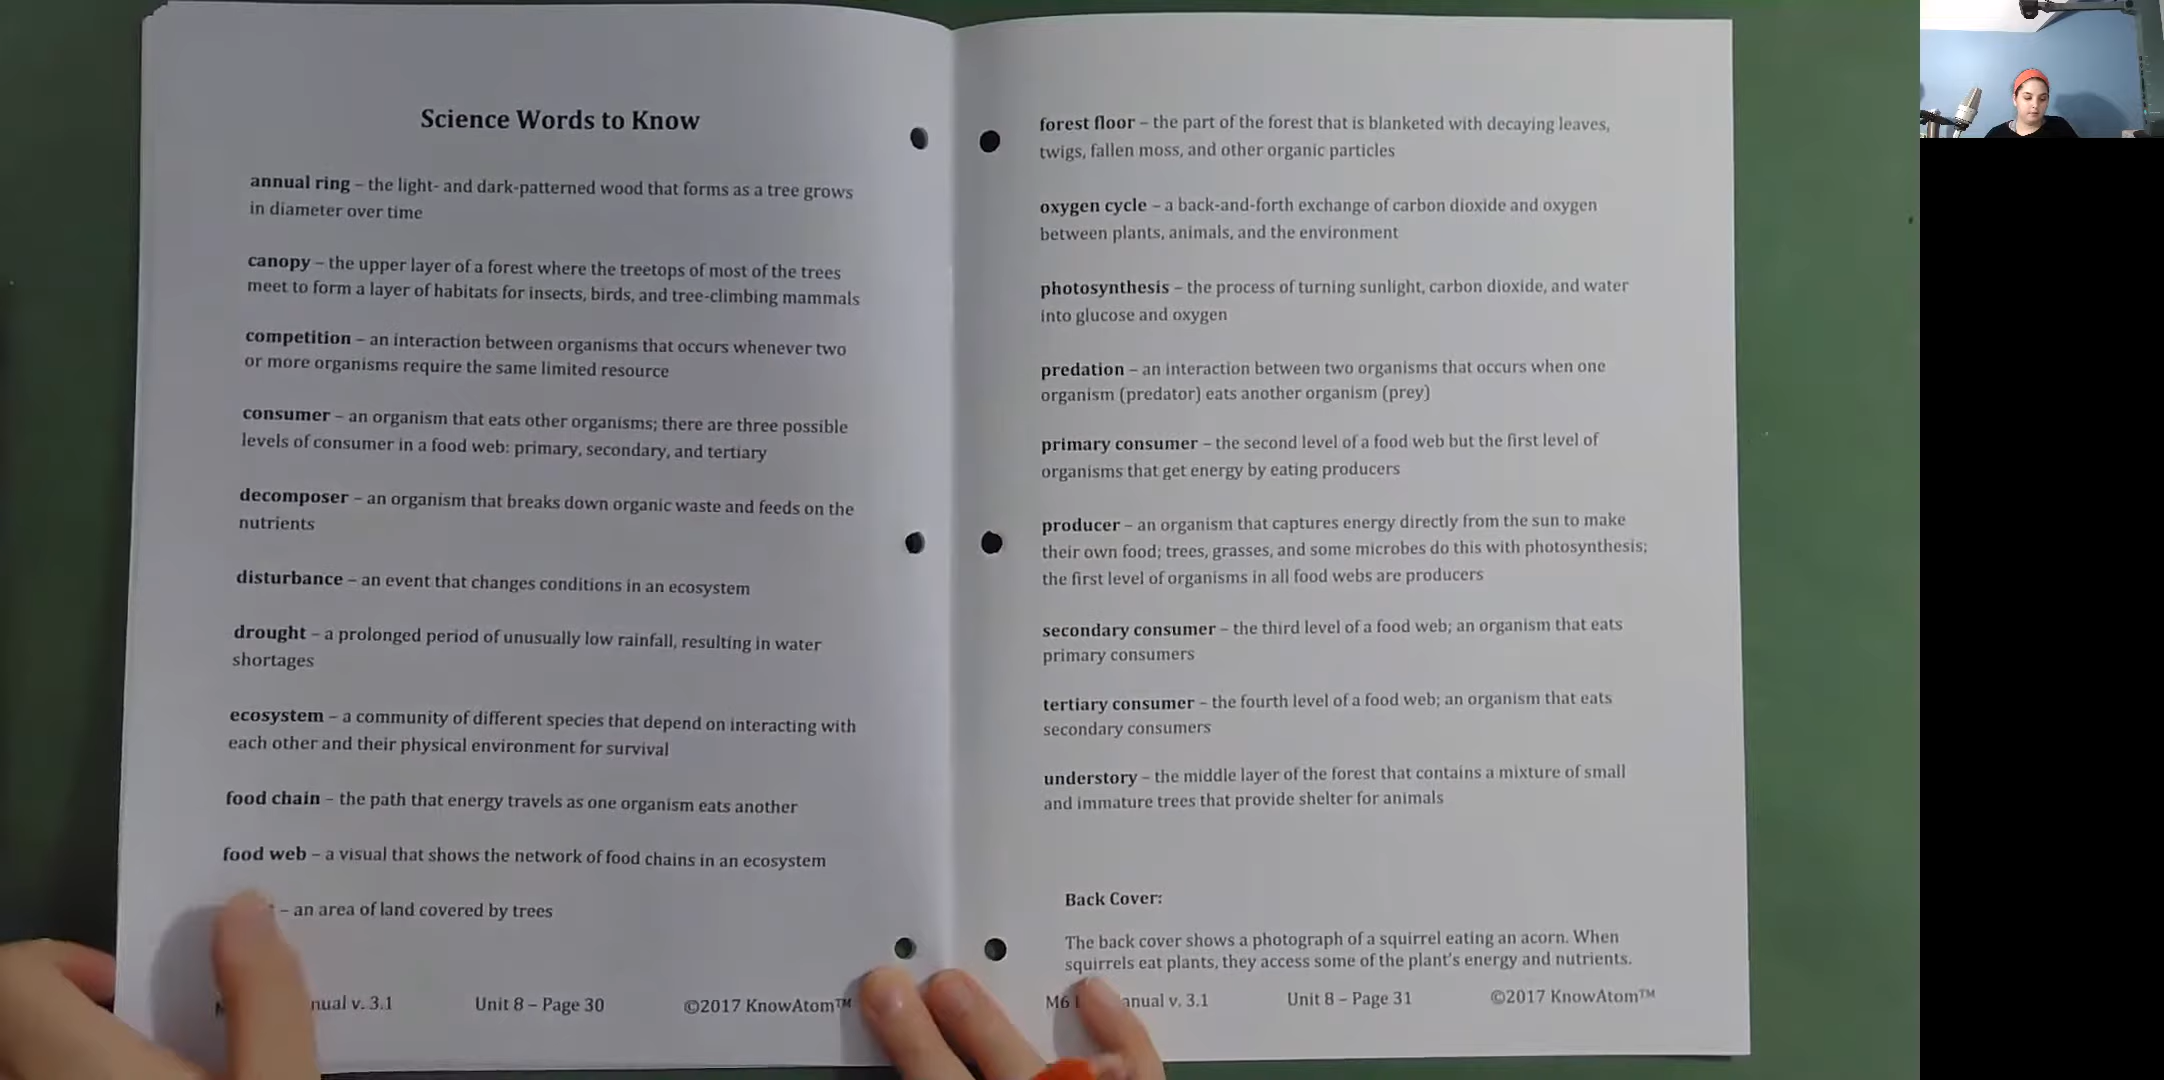 Science Words to Know
annual ring – the light- and dark-patterned wood that forms as a tree grows
in diameter over time
canopy – the upper layer of a forest where the treetops of most of the trees
meet to form a layer of habitats for insects, birds, and tree-climbing mammals
competition – an interaction between organisms that occurs whenever two
or more organisms require the same limited resource
consumer – an organism that eats other organisms; there are three possible
levels of consumer in a food web: primary, secondary, and tertiary
decomposer – an organism that breaks down organic waste and feeds on the
nutrients
disturbance – an event that changes conditions in an ecosystem
drought – a prolonged period of unusually low rainfall, resulting in water
shortages
ecosystem – a community of different species that depend on interacting with
each other and their physical environment for survival
food chain – the path that energy travels as one organism eats another
food web – a visual that shows the network of food chains in an ecosystem
– an area of land covered by trees
v. 3.1 Unit 8 – Page 30 ©2017 KnowAtom™
forest floor – the part of the forest that is blanketed with decaying leaves,
twigs, fallen moss, and other organic particles
oxygen cycle – a back-and-forth exchange of carbon dioxide and oxygen
between plants, animals, and the environment
photosynthesis – the process of turning sunlight, carbon dioxide, and water
into glucose and oxygen
predation – an interaction between two organisms that occurs when one
organism (predator) eats another organism (prey)
primary consumer – the second level of a food web but the first level of
organisms that get energy by eating producers
producer – an organism that captures energy directly from the sun to make
their own food; trees, grasses, and some microbes do this with photosynthesis;
the first level of organisms in all food webs are producers
secondary consumer – the third level of a food web; an organism that eats
primary consumers
tertiary consumer – the fourth level of a food web; an organism that eats
secondary consumers
understory – the middle layer of the forest that contains a mixture of small
and immature trees that provide shelter for animals
Back Cover:
The back cover shows a photograph of a squirrel eating an acorn. When
squirrels eat plants, they access some of the plant's energy and nutrients.
M6 v. 3.1 Unit 8 – Page 31 ©2017 KnowAtom™